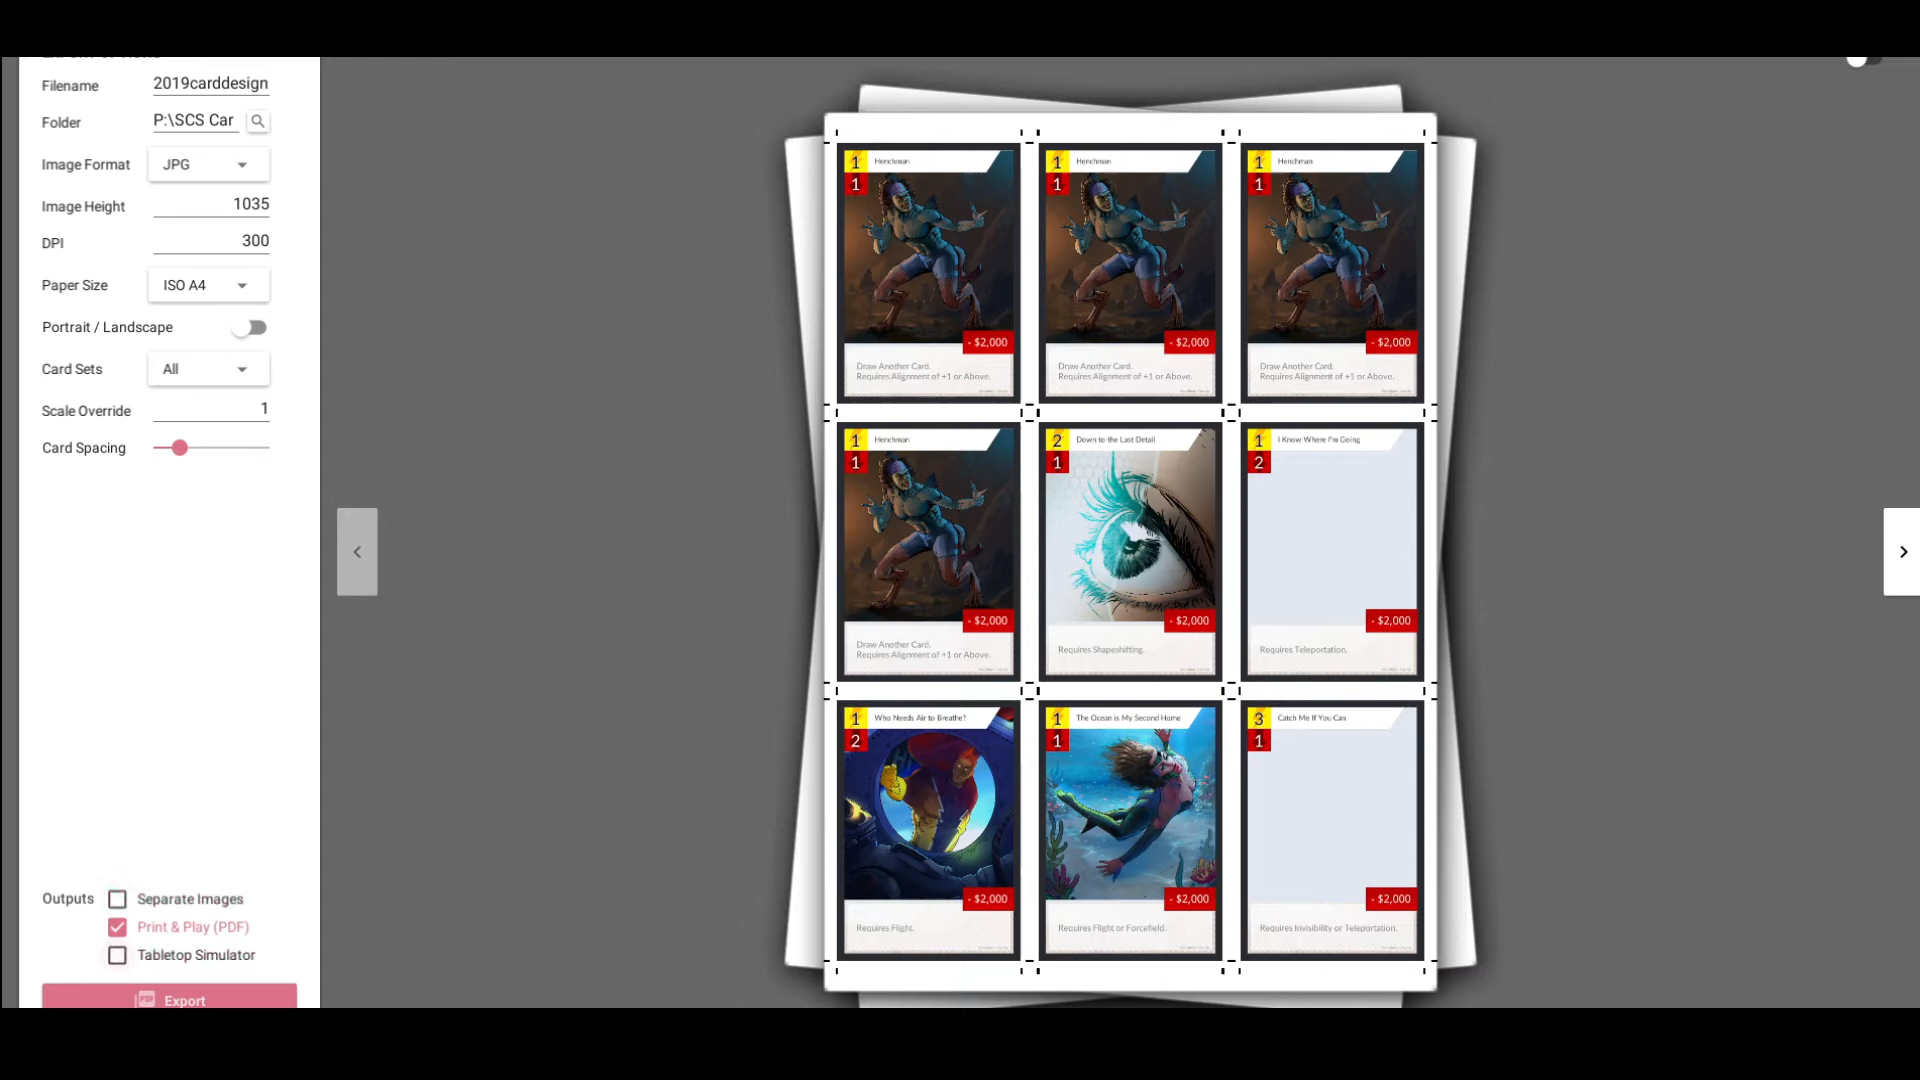 Filename 2019carddesign
Folder P:\SCS Car
Image Format JPG
Image Height 1035
DPI 300
Paper Size ISO A4
Portrait / Landscape
Card Sets All
Scale Override 1
Card Spacing
Outputs Separate Images
Print & Play (PDF)
Tabletop Simulator
PDF Export
1 Henchman
1
- $2,000
Draw Another Card.
Requires Alignment of +1 or Above.
1 Henchman
1
- $2,000
Draw Another Card.
Requires Alignment of +1 or Above.
1 Henchman
1
- $2,000
Draw Another Card.
Requires Alignment of +1 or Above.
1 Henchman
1
- $2,000
Draw Another Card.
Requires Alignment of +1 or Above.
2 Down to the Last Detail
1
- $2,000
Requires Shapeshifting.
1 I Know Where I'm Going
2
- $2,000
Requires Teleportation.
1 Who Needs Air to Breathe?
2
- $2,000
Requires Flight.
1 The Ocean is My Second Home
1
- $2,000
Requires Flight or Forcefield.
3 Catch Me If You Can
1
- $2,000
Requires Invisibility or Teleportation.